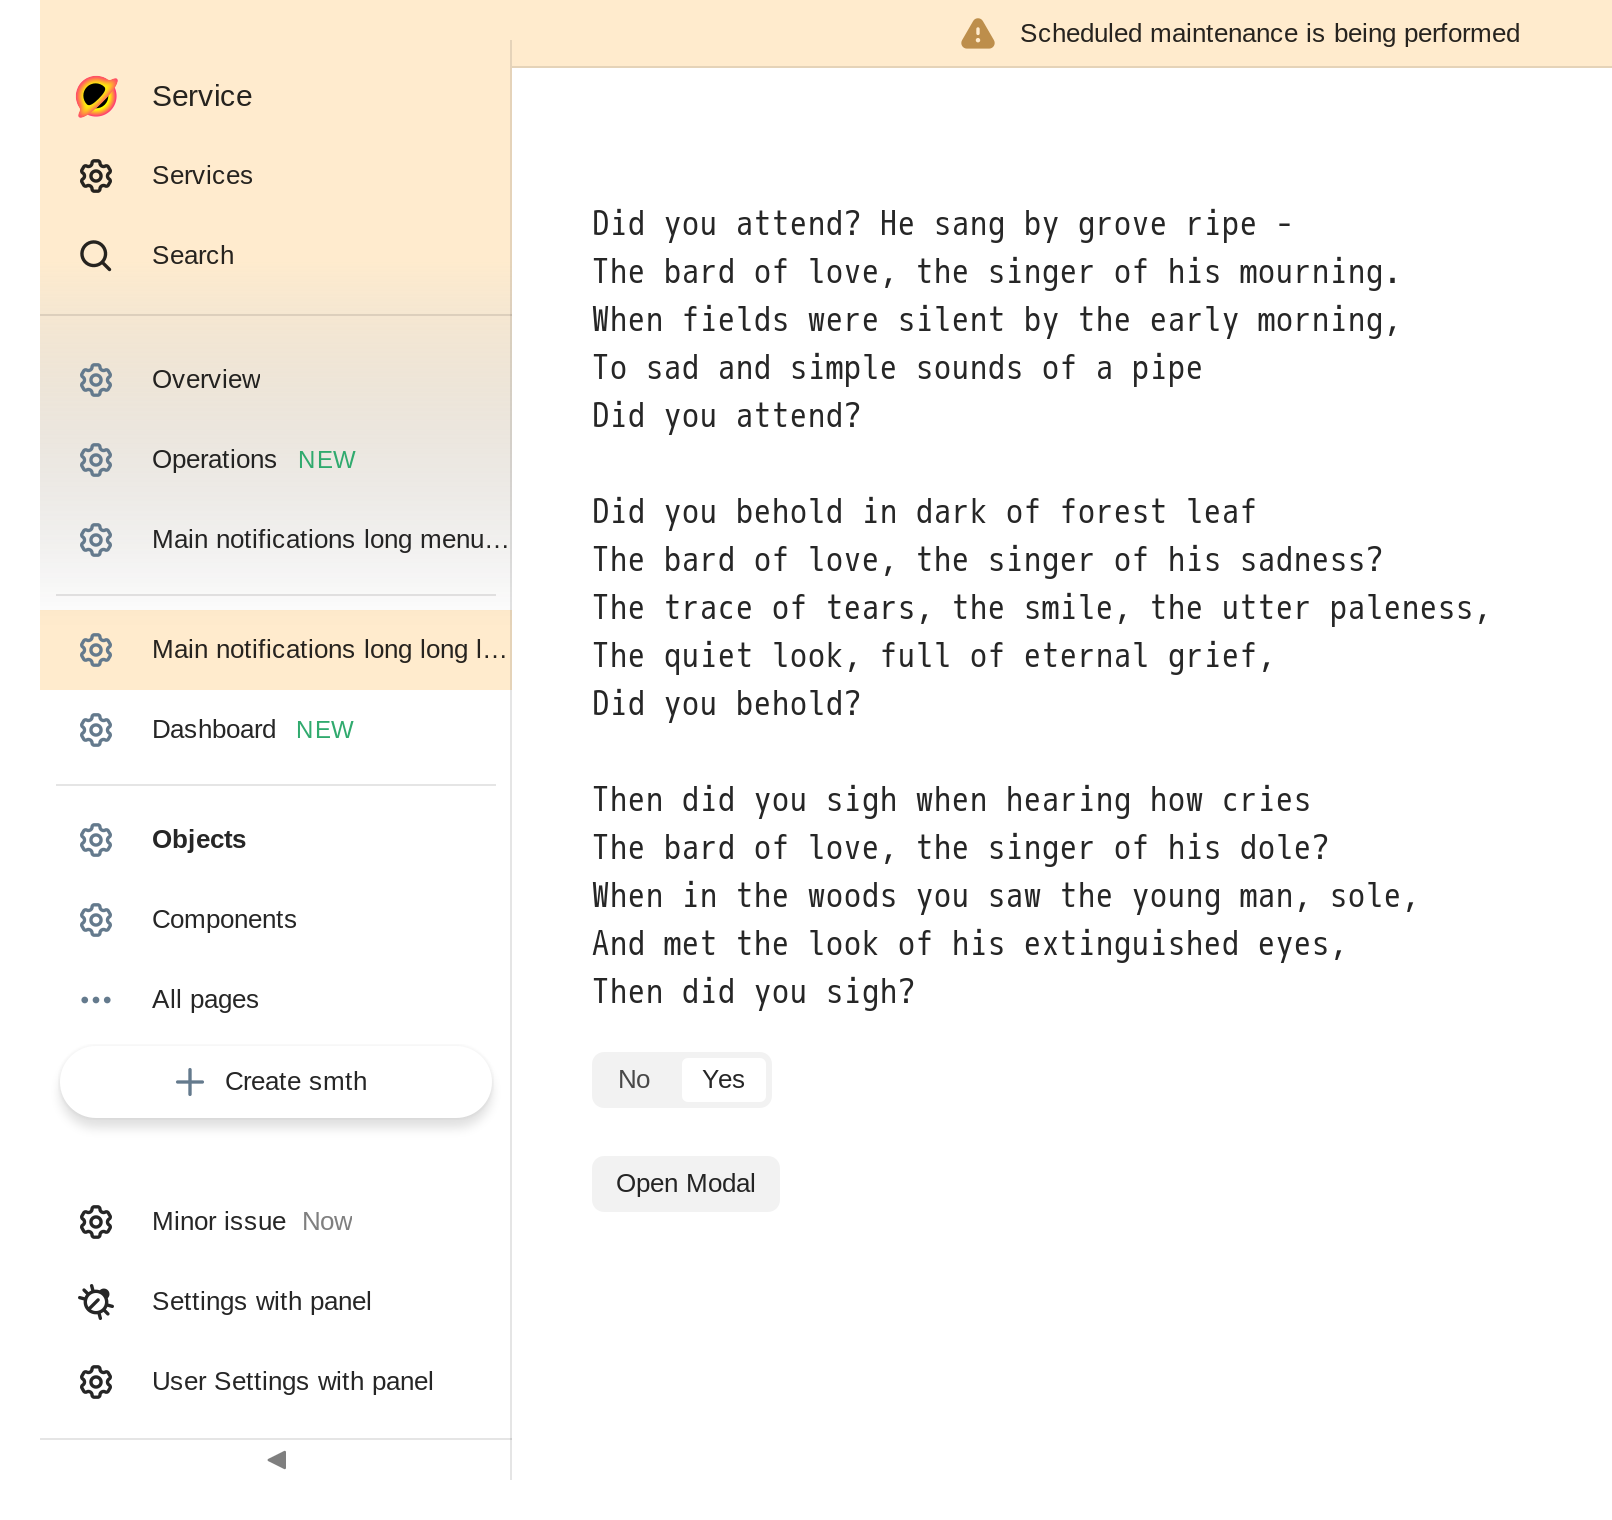 Scheduled maintenance is being performed
Service
Services
Search
Overview
Operations NEW
Main notifications long menu...
Main notifications long long l...
Dashboard NEW
Objects
Components
All pages
Create smth
Minor issue Now
Settings with panel
User Settings with panel
Did you attend? He sang by grove ripe -
The bard of love, the singer of his mourning.
When fields were silent by the early morning,
To sad and simple sounds of a pipe
Did you attend?
Did you behold in dark of forest leaf
The bard of love, the singer of his sadness?
The trace of tears, the smile, the utter paleness,
The quiet look, full of eternal grief,
Did you behold?
Then did you sigh when hearing how cries
The bard of love, the singer of his dole?
When in the woods you saw the young man, sole,
And met the look of his extinguished eyes,
Then did you sigh?
No Yes
Open Modal